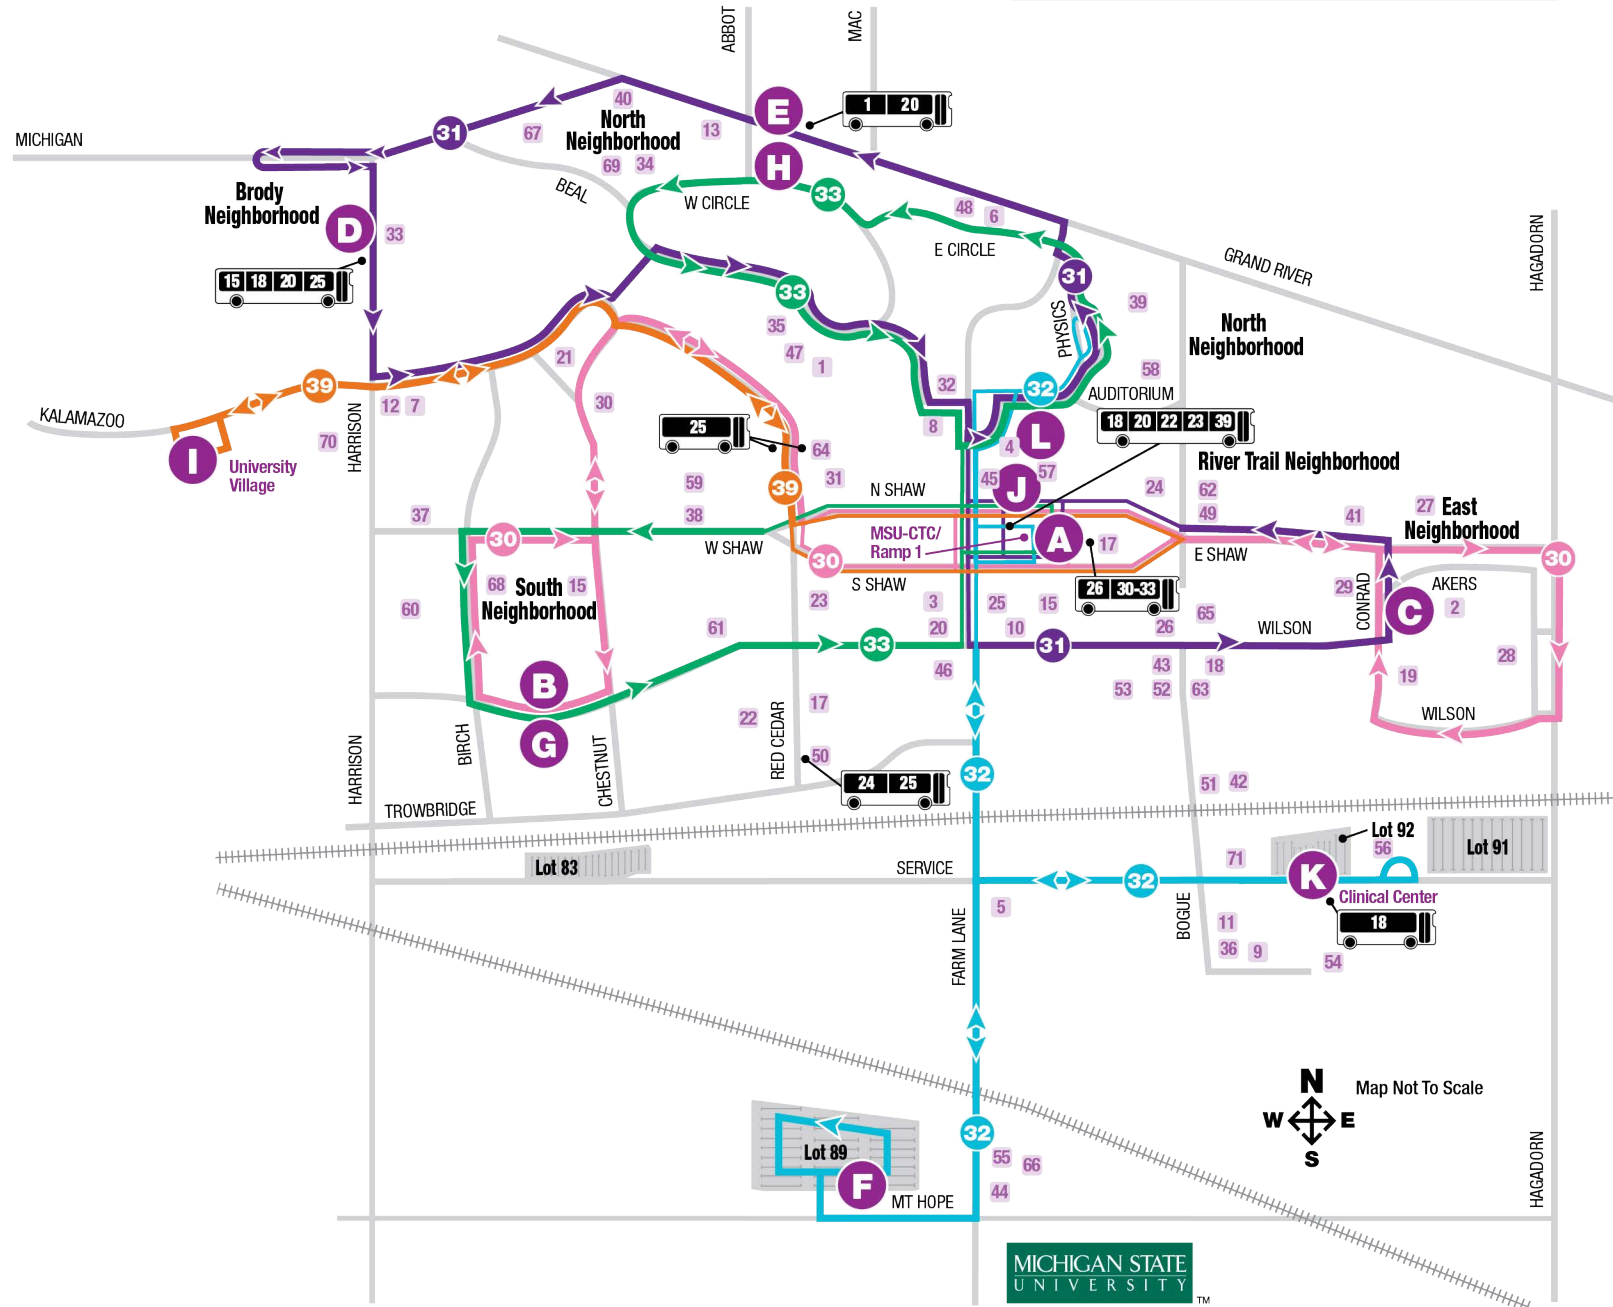 ABBOT
MAC
E
1 20
40
North
Neighborhood
67
13
31
MICHIGAN
H
69 34
BEAL
33
W CIRCLE
48 6
E CIRCLE
Brody
Neighborhood
D
33
15 18 20 25
GRAND RIVER
HAGADORN
31
33
PHYSICS
39
North
Neighborhood
35
47
1
21
58
32
32
AUDITORIUM
39
KALAMAZOO
12 7
HARRISON
30
70
I
University
Village
25
64
8
4
L
18 20 22 23 39
River Trail Neighborhood
59
39
31
45
J
57
24
62
49
41
27
East
Neighborhood
37
38
N SHAW
W SHAW
30
MSU-CTC/
Ramp 1
A
17
E SHAW
30
30
S SHAW
26 30-33
68
15
South
Neighborhood
60
23
3
25
15
65
29
CONRAD
C
AKERS
2
61
20
10
26
WILSON
33
31
46
43
18
28
B
53 52 63
19
G
22
17
WILSON
BIRCH
CHESTNUT
RED CEDAR
HARRISON
50
24 25
32
51 42
TROWBRIDGE
Lot 83
SERVICE
71
Lot 92
56
Lot 91
32
K
Clinical Center
5
FARM LANE
BOGUE
11
36 9
18
54
N
W E
S
Map Not To Scale
32
Lot 89
F
MT HOPE
55
66
44
HAGADORN
MICHIGAN STATE
UNIVERSITY
TM